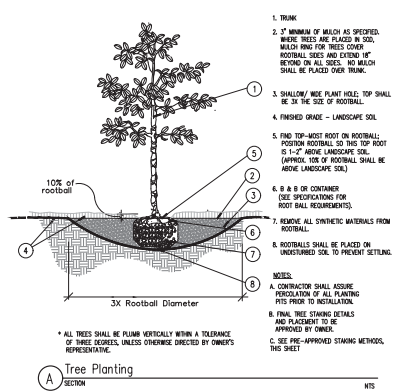 1. TRUNK
2. 3" MINIMUM OF MULCH AS SPECIFIED.
WHERE TREES ARE PLACED IN SOD,
MULCH RING FOR TREES COVER
ROOTBALL SIDES AND EXTEND 18"
BEYOND ON ALL SIDES. NO MULCH
SHALL BE PLACED OVER TRUNK.
3. SHALLOW/ WIDE PLANT HOLE; TOP SHALL
BE 3X THE SIZE OF ROOTBALL.
4. FINISHED GRADE - LANDSCAPE SOIL
5. FIND TOP-MOST ROOT ON ROOTBALL;
POSITION ROOTBALL SO THIS TOP ROOT
IS 1-2" ABOVE LANDSCAPE SOIL.
(APPROX. 10% OF ROOTBALL SHALL BE
ABOVE LANDSCAPE SOIL)
6. B & B OR CONTAINER
(SEE SPECIFICATIONS FOR
ROOT BALL REQUIREMENTS).
7. REMOVE ALL SYNTHETIC MATERIALS FROM
ROOTBALL.
8. ROOTBALLS SHALL BE PLACED ON
UNDISTURBED SOIL TO PREVENT SETTLING.
NOTES:
A. CONTRACTOR SHALL ASSURE
PERCOLATION OF ALL PLANTING
PITS PRIOR TO INSTALLATION.
B. FINAL TREE STAKING DETAILS
AND PLACEMENT TO BE
APPROVED BY OWNER.
C. SEE PRE-APPROVED STAKING METHODS,
THIS SHEET
1
5
2
3
6
7
8
4
10% of
rootball
3X Rootball Diameter
* ALL TREES SHALL BE PLUMB VERTICALLY WITHIN A TOLERANCE
OF THREE DEGREES, UNLESS OTHERWISE DIRECTED BY OWNER'S
REPRESENTATIVE.
A
Tree Planting
SECTION
NTS